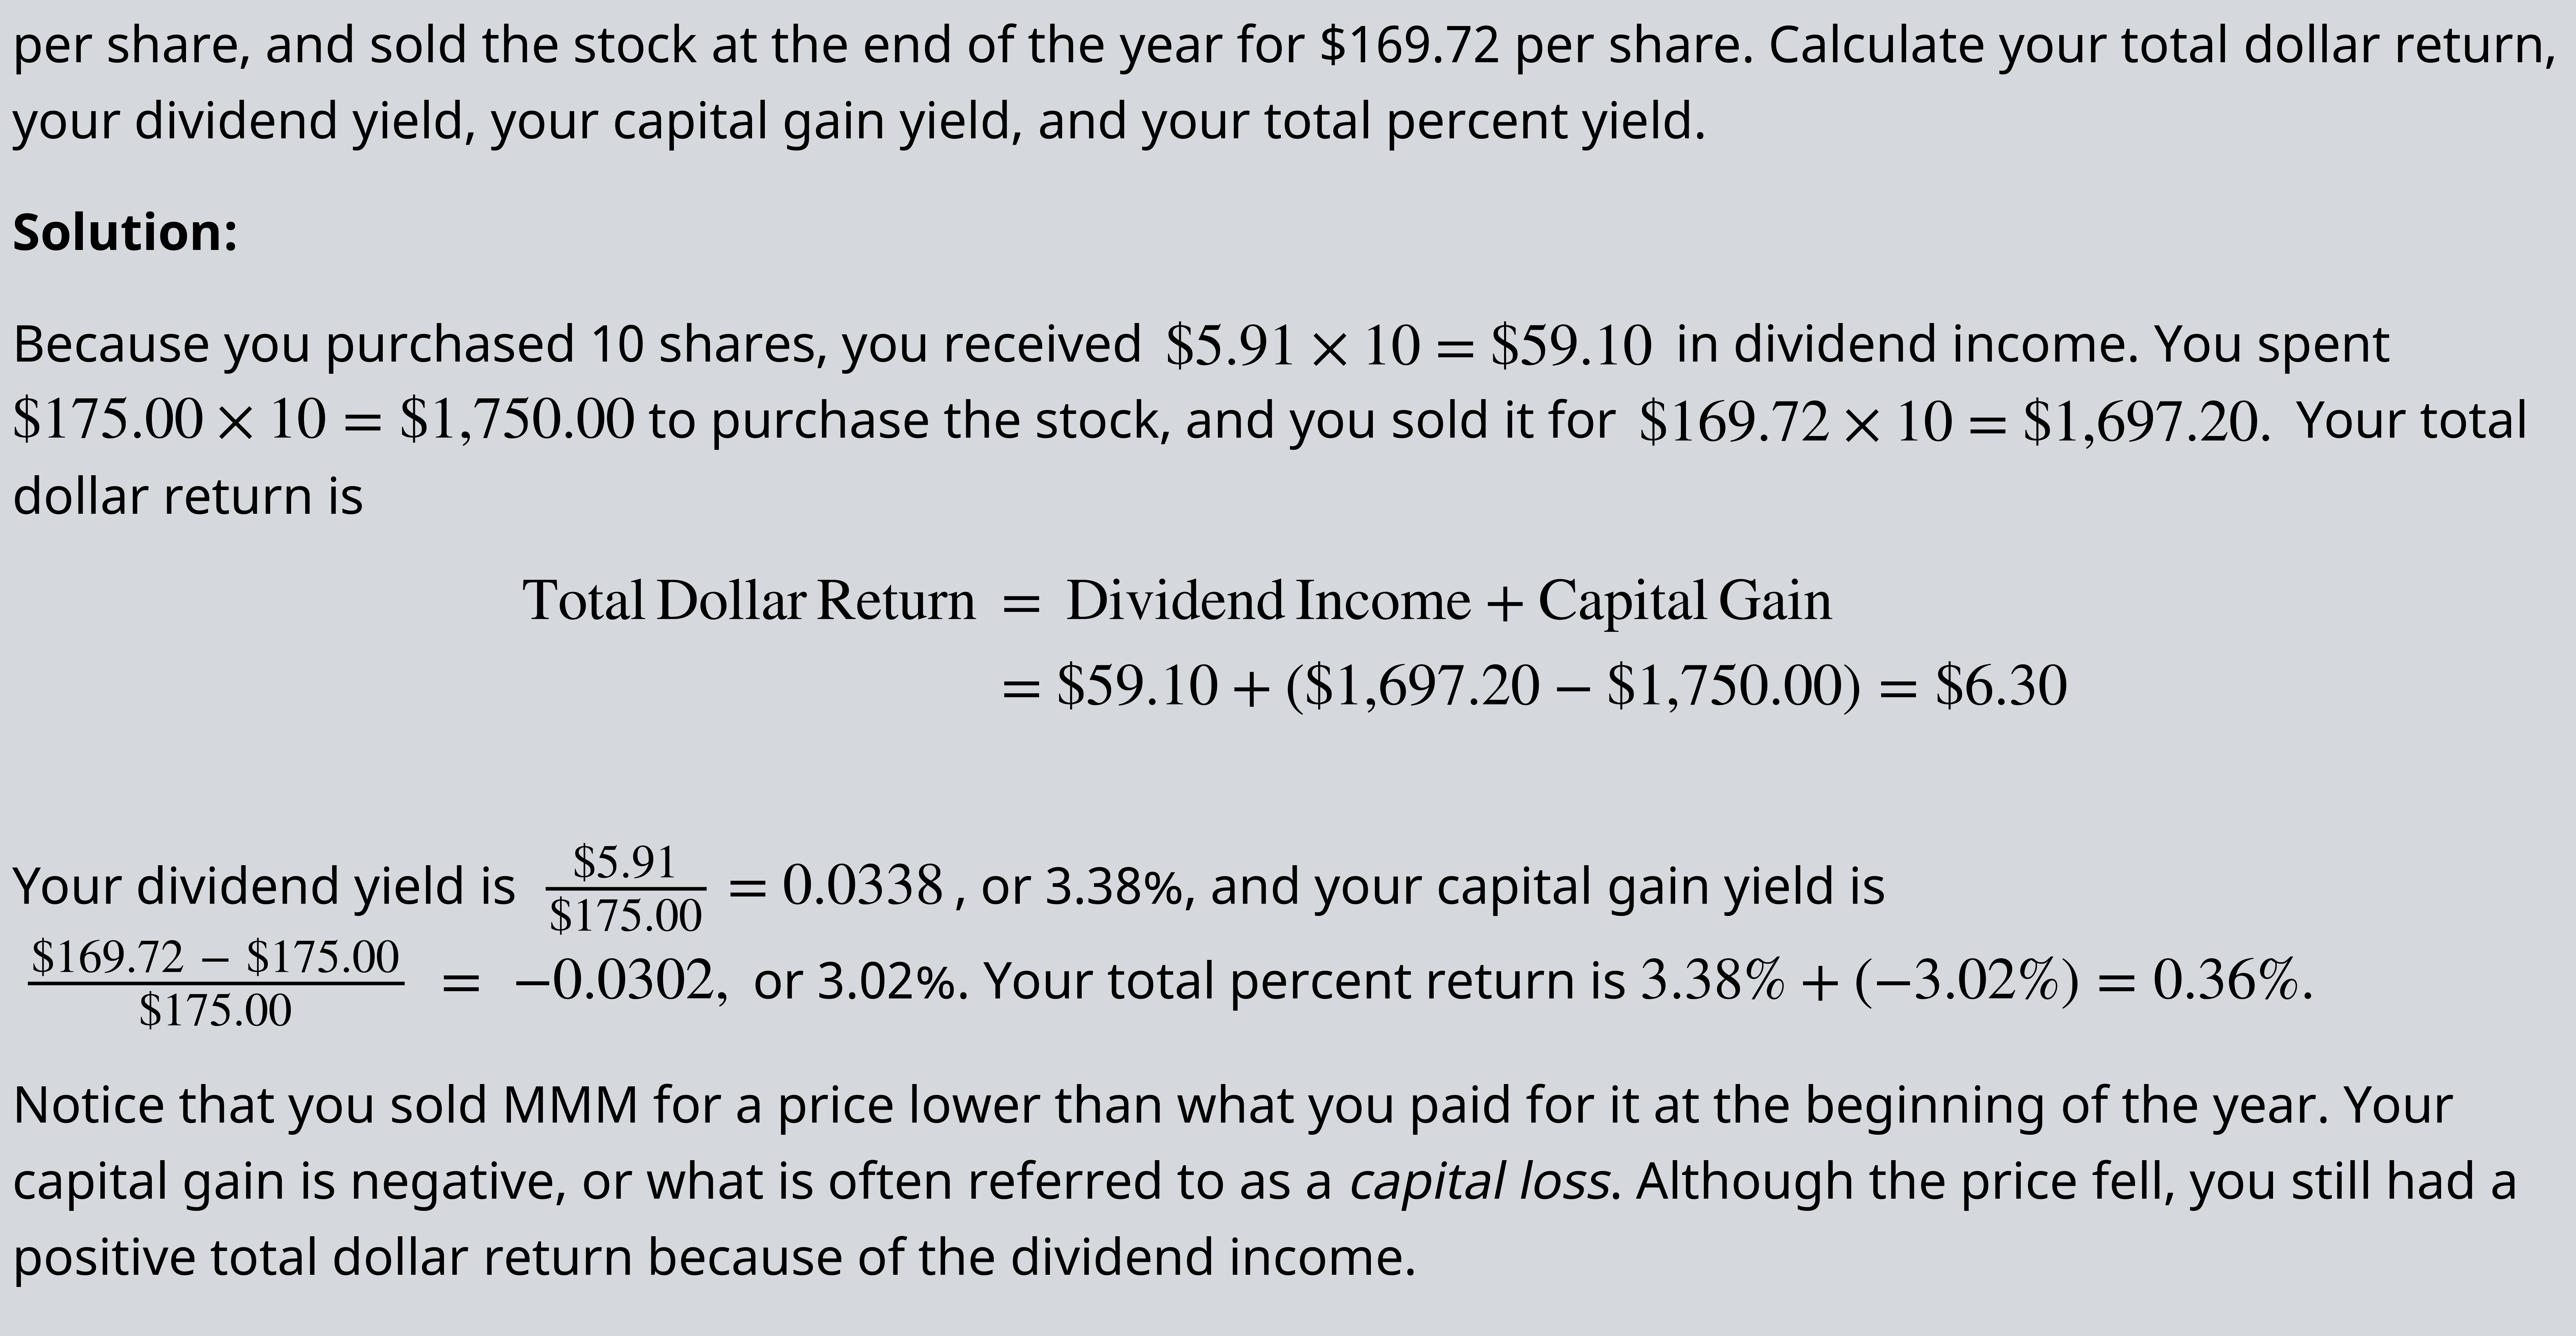 per share, and sold the stock at the end of the year for $169.72 per share. Calculate your total dollar return,
your dividend yield, your capital gain yield, and your total percent yield.
Solution:
Because you purchased 10 shares, you received $5.91 × 10 = $59.10 in dividend income. You spent
$175.00 × 10 = $1,750.00 to purchase the stock, and you sold it for $169.72 × 10 = $1,697.20. Your total
dollar return is
Total Dollar Return = Dividend Income + Capital Gain
= $59.10 + ($1,697.20 − $1,750.00) = $6.30
Your dividend yield is $5.91/$175.00 = 0.0338, or 3.38%, and your capital gain yield is
$169.72 − $175.00/$175.00 = −0.0302, or 3.02%. Your total percent return is 3.38% + (−3.02%) = 0.36%.
Notice that you sold MMM for a price lower than what you paid for it at the beginning of the year. Your
capital gain is negative, or what is often referred to as a capital loss. Although the price fell, you still had a
positive total dollar return because of the dividend income.